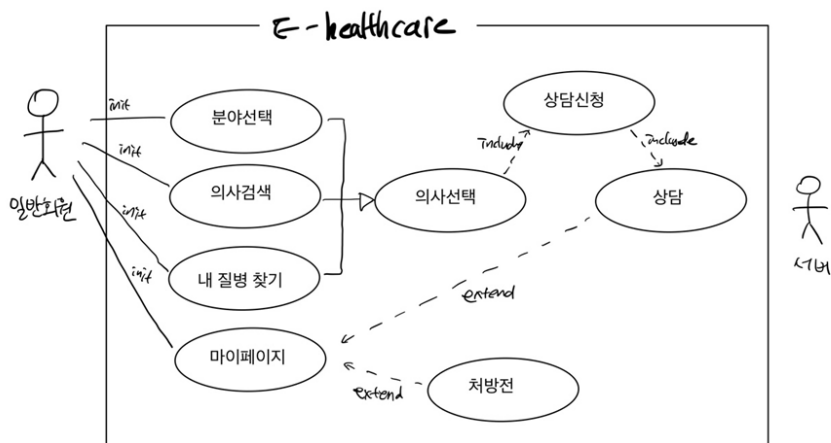 E-healthcare
init
분야선택
init
의사검색
init
내 질병 찾기
init
마이페이지
일반회원
의사선택
include
상담신청
include
상담
서버
extend
extend
처방전